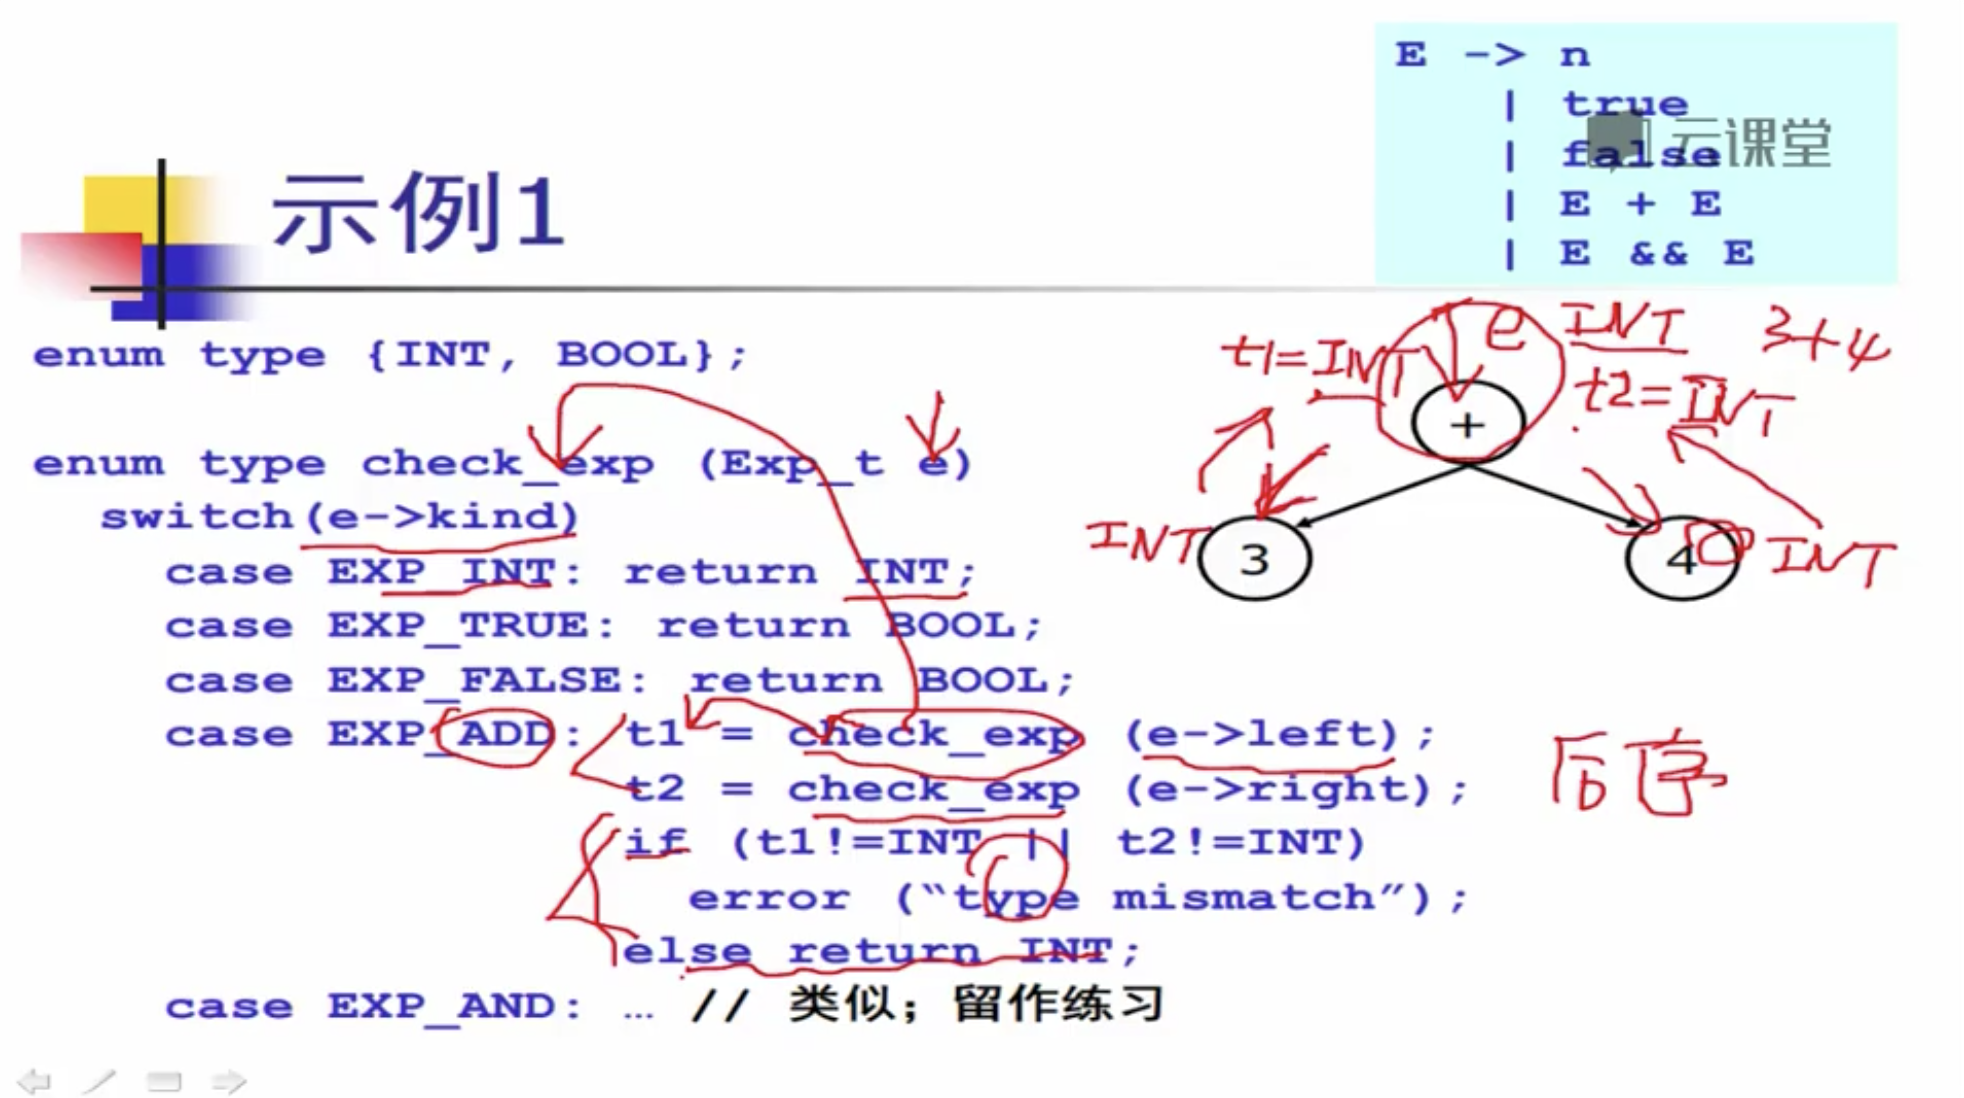 E -> n
| true
云课堂
| false
| E + E
| E && E
示例1
enum type {INT, BOOL};
enum type check_exp (Exp_t e)
switch(e->kind)
case EXP_INT: return INT;
case EXP_TRUE: return BOOL;
case EXP_FALSE: return BOOL;
case EXP_ADD: t1 = check_exp (e->left);
t2 = check_exp (e->right);
if (t1!=INT || t2!=INT)
error (“type mismatch”);
else return INT;
case EXP_AND: … // 类似；留作练习
t1=INT
e INT
3+4
t2=INT
+
INT
3
4
INT
后序